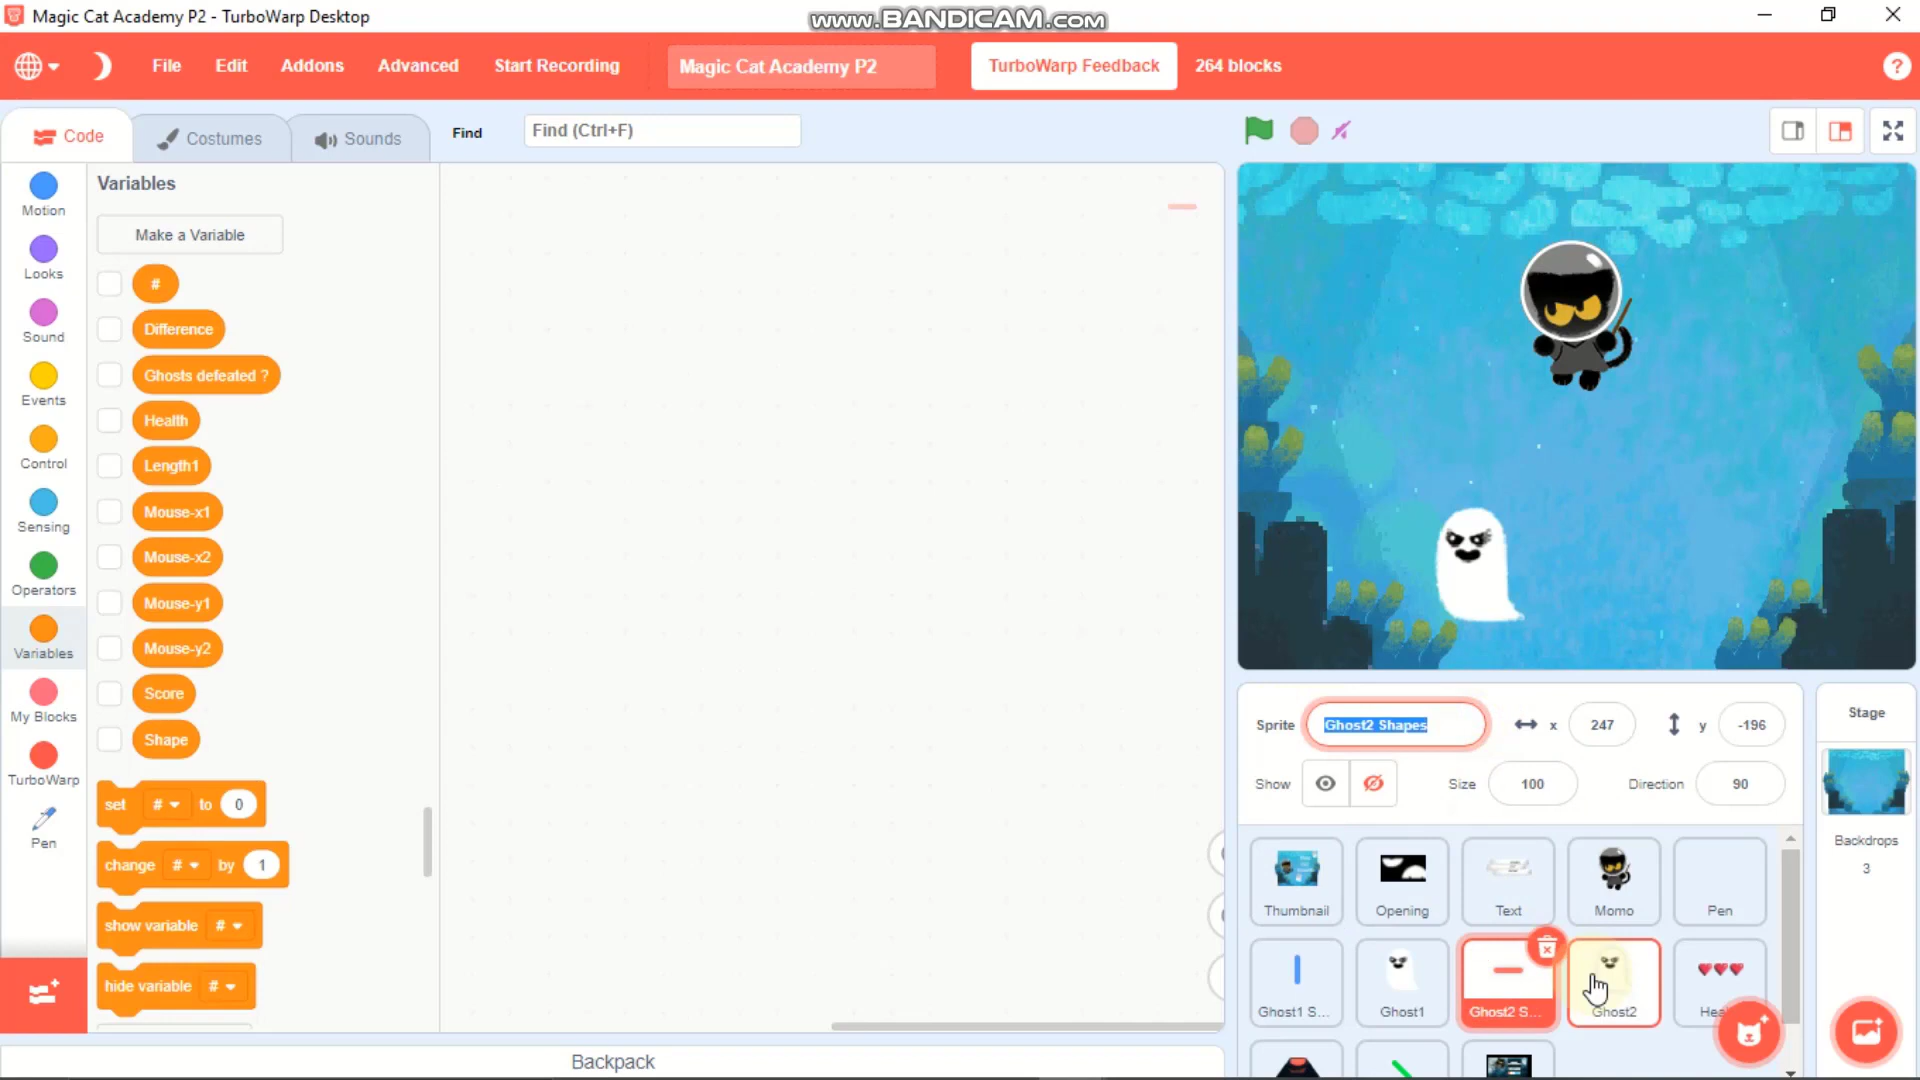 Magic Cat Academy P2 - TurboWarp Desktop
www.BANDICAM.com
File
Edit
Addons
Advanced
Start Recording
Magic Cat Academy P2
TurboWarp Feedback
264 blocks
?
Code
Costumes
Sounds
Find
Find (Ctrl+F)
Motion
Looks
Sound
Events
Control
Sensing
Operators
Variables
My Blocks
TurboWarp
Pen
Variables
Make a Variable
#
Difference
Ghosts defeated ?
Health
Length1
Mouse-x1
Mouse-x2
Mouse-y1
Mouse-y2
Score
Shape
set # to 0
change # by 1
show variable #
hide variable #
Backpack
Sprite Ghost2 Shapes x 247 y -196
Show Size 100 Direction 90
Thumbnail
Opening
Text
Momo
Pen
Ghost1 S...
Ghost1
Ghost2 S...
Ghost2
Stage
Backdrops
3